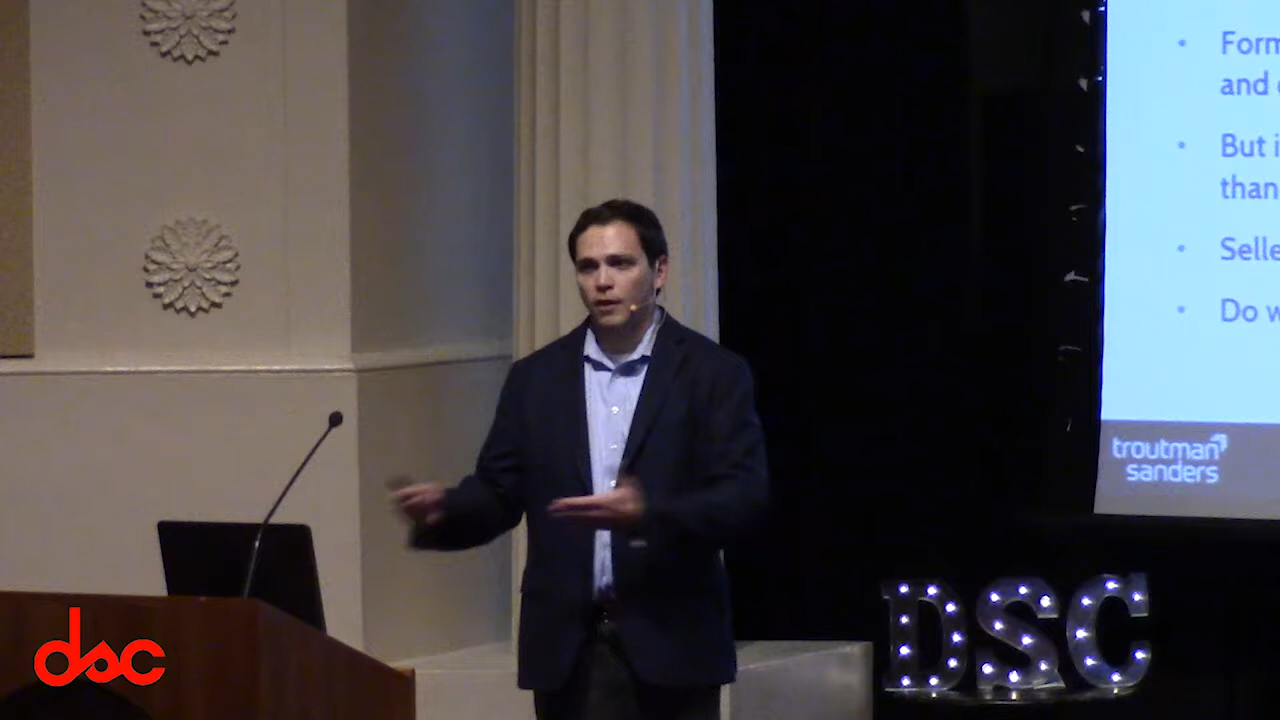 Form
and
But i
than
Selle
Do w
troutman
sanders
DSC
dsc